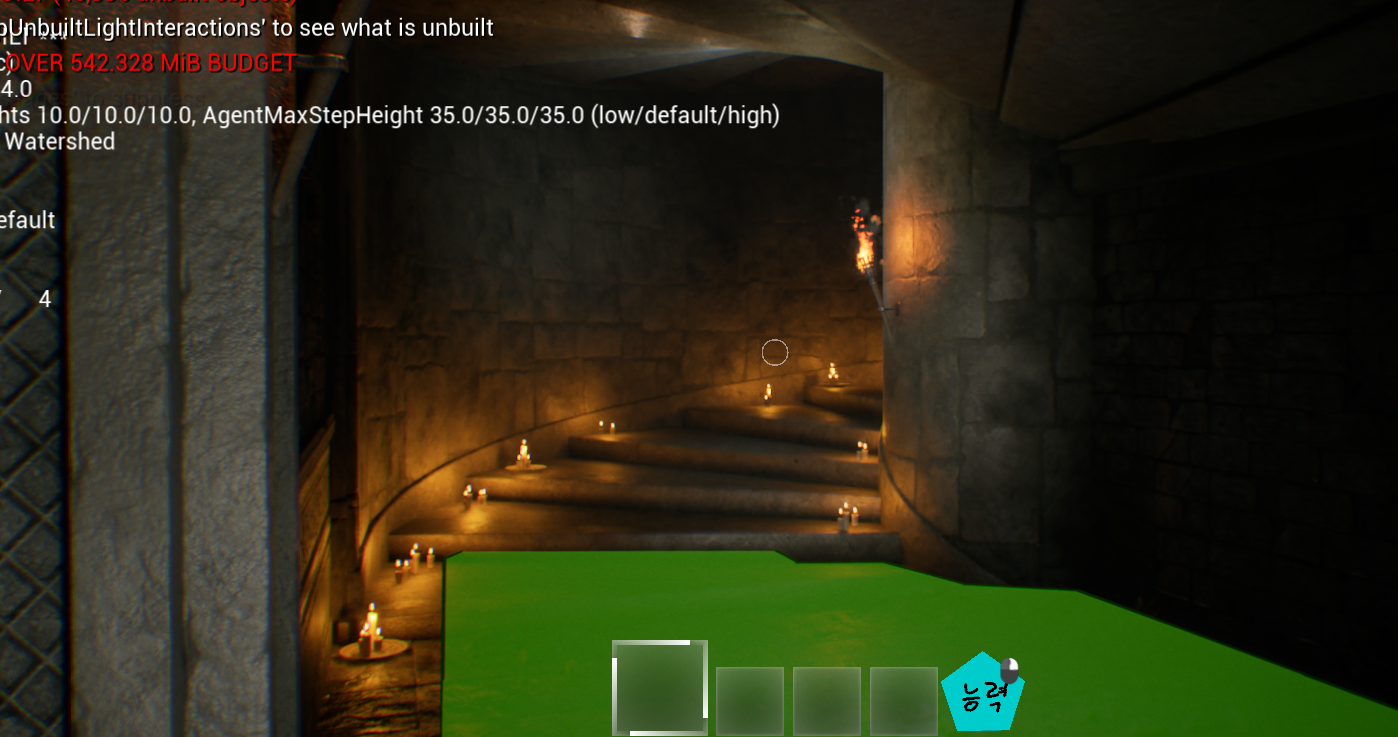 pUnbuiltLightInteractions' to see what is unbuilt
OVER 542.328 MiB BUDGET
4.0
hts 10.0/10.0/10.0, AgentMaxStepHeight 35.0/35.0/35.0 (low/default/high)
Watershed
efault
4
능력